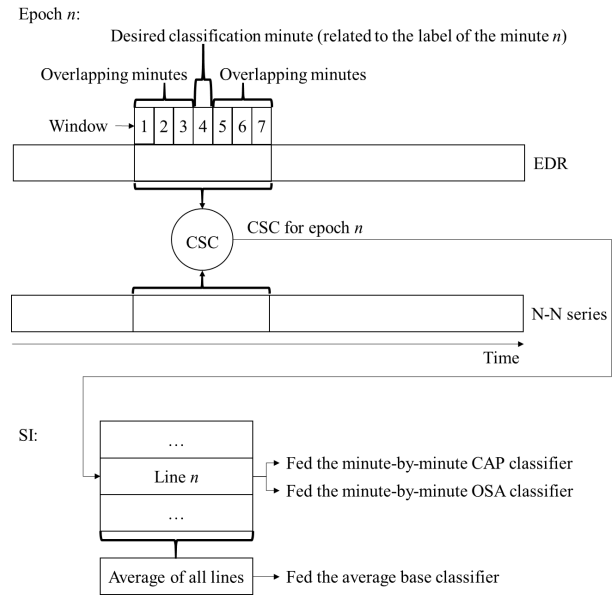 Epoch n:
Desired classification minute (related to the label of the minute n)
Overlapping minutes
Overlapping minutes
Window
1 2 3 4 5 6 7
EDR
CSC
CSC for epoch n
N-N series
Time
SI:
…
Line n
Fed the minute-by-minute CAP classifier
Fed the minute-by-minute OSA classifier
…
Average of all lines
Fed the average base classifier